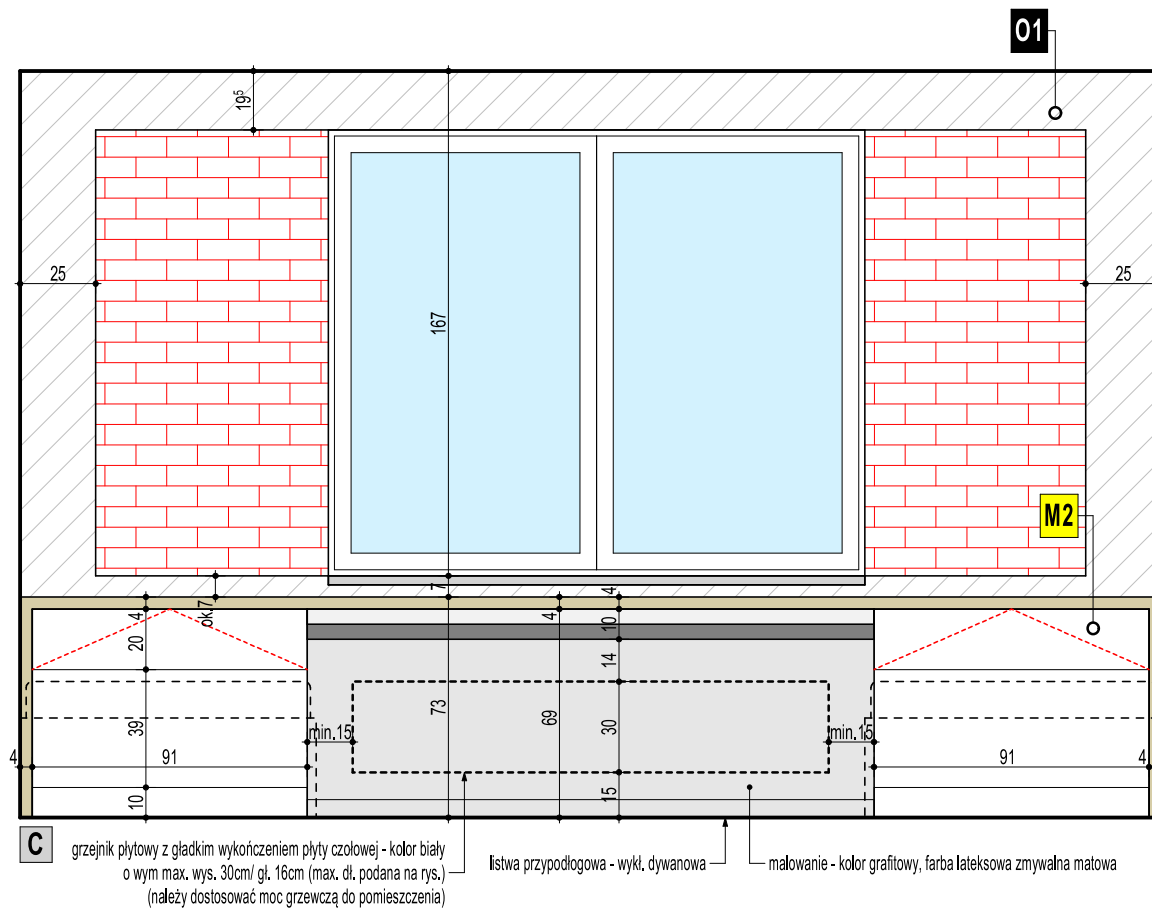 01
19⁵
25
167
25
M2
7
ok.7
4
4
4
20
10
14
39
73
69
30
min.15
min.15
4
91
91
4
10
15
C
grzejnik płytowy z gładkim wykończeniem płyty czołowej - kolor biały
o wym max. wys. 30cm/ gł. 16cm (max. dł. podana na rys.)
(należy dostosować moc grzewczą do pomieszczenia)
listwa przypodłogowa - wykł. dywanowa
malowanie - kolor grafitowy, farba lateksowa zmywalna matowa